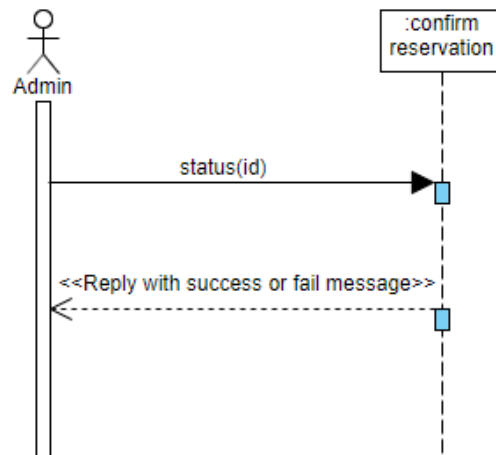 :confirm
reservation
Admin
status(id)
<<Reply with success or fail message>>